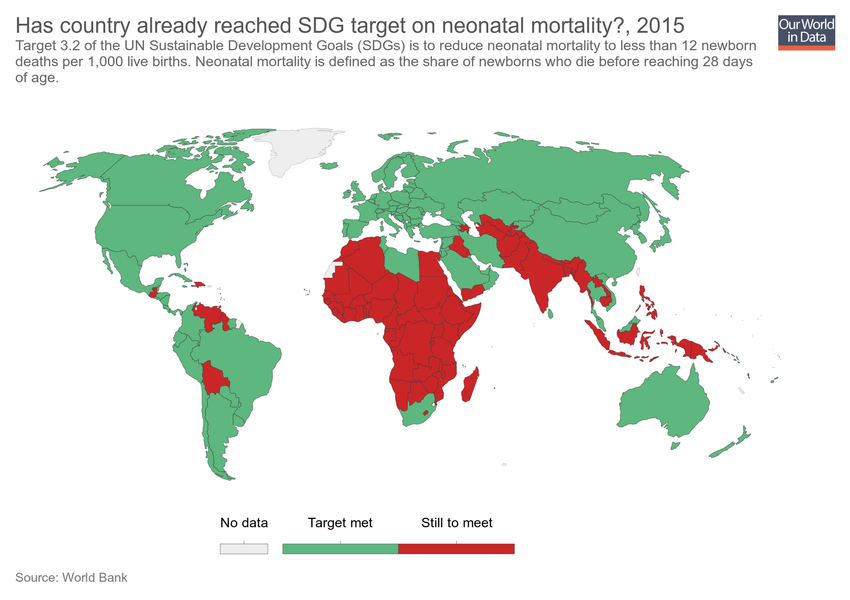 Has country already reached SDG target on neonatal mortality?, 2015
Our World
in Data
Target 3.2 of the UN Sustainable Development Goals (SDGs) is to reduce neonatal mortality to less than 12 newborn
deaths per 1,000 live births. Neonatal mortality is defined as the share of newborns who die before reaching 28 days
of age.
No data
Target met
Still to meet
Source: World Bank